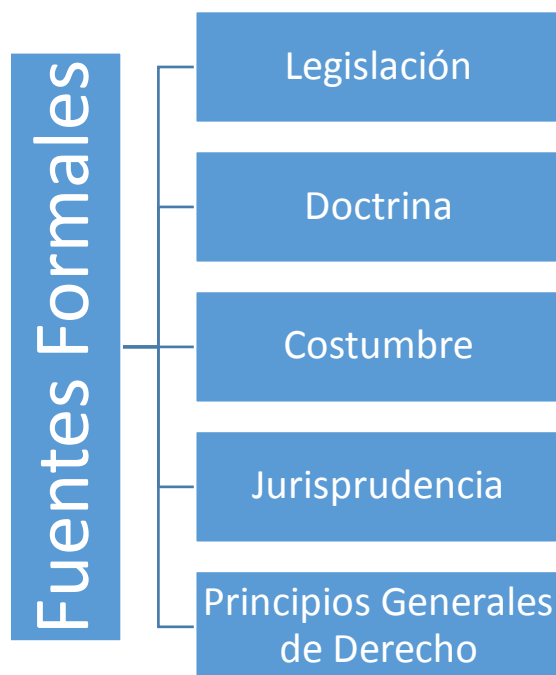 Fuentes Formales
Legislación
Doctrina
Costumbre
Jurisprudencia
Principios Generales
de Derecho